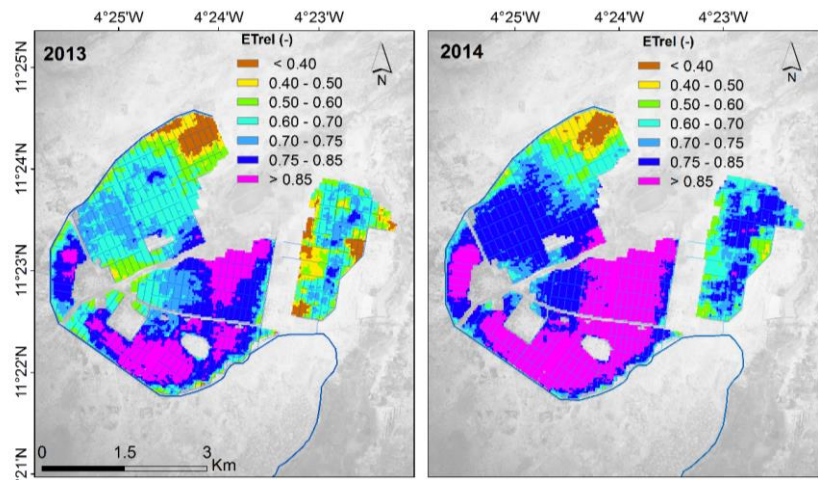 4°25'W 4°24'W 4°23'W 4°25'W 4°24'W 4°23'W
2013
ETrel (-)
< 0.40
0.40 - 0.50
0.50 - 0.60
0.60 - 0.70
0.70 - 0.75
0.75 - 0.85
> 0.85
N
2014
ETrel (-)
< 0.40
0.40 - 0.50
0.50 - 0.60
0.60 - 0.70
0.70 - 0.75
0.75 - 0.85
> 0.85
N
11°25'N
11°24'N
11°23'N
11°22'N
11°21'N
0 1.5 3
Km